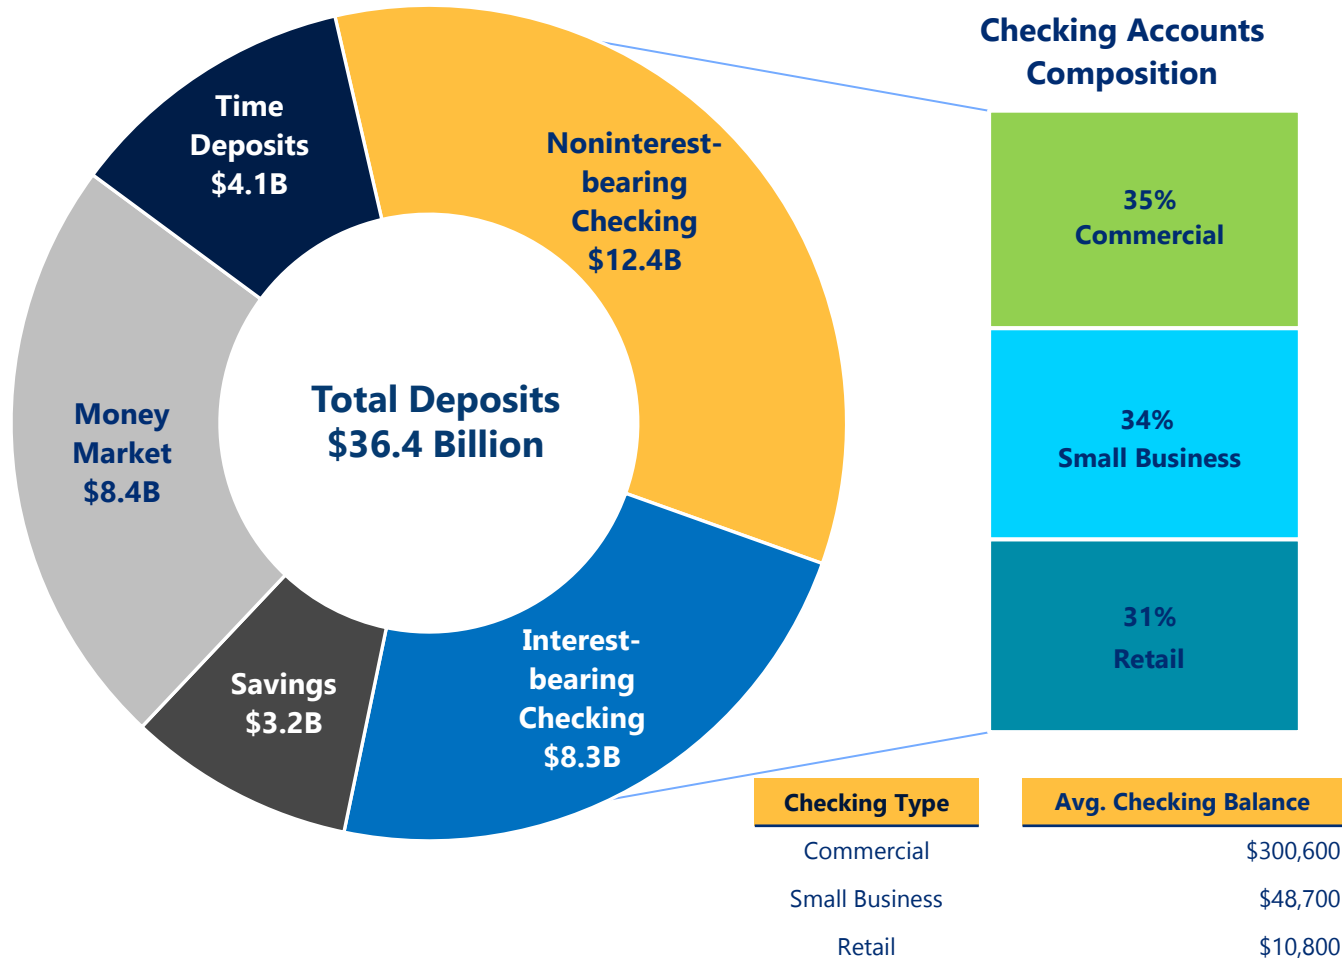 Checking Accounts
Composition
Time
Deposits
$4.1B
Noninterest-
bearing
Checking
$12.4B
35%
Commercial
Total Deposits
$36.4 Billion
Money
Market
$8.4B
34%
Small Business
31%
Retail
Savings
$3.2B
Interest-
bearing
Checking
$8.3B
Checking Type Avg. Checking Balance
Commercial $300,600
Small Business $48,700
Retail $10,800